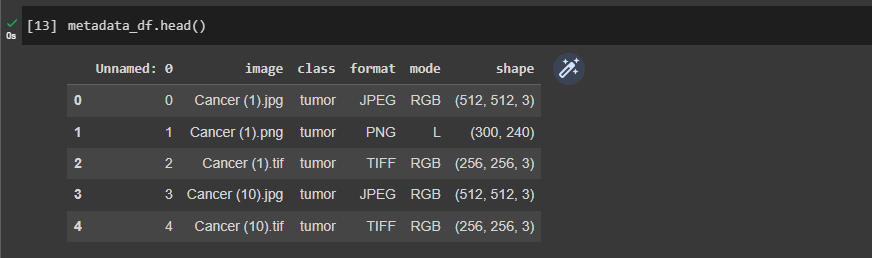 [13] metadata_df.head()
0s
Unnamed: 0 image class format mode shape
0 0 Cancer (1).jpg tumor JPEG RGB (512, 512, 3)
1 1 Cancer (1).png tumor PNG L (300, 240)
2 2 Cancer (1).tif tumor TIFF RGB (256, 256, 3)
3 3 Cancer (10).jpg tumor JPEG RGB (512, 512, 3)
4 4 Cancer (10).tif tumor TIFF RGB (256, 256, 3)